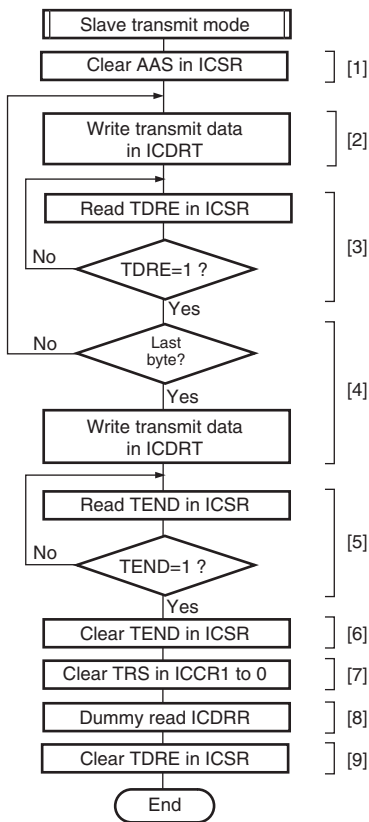 Slave transmit mode
Clear AAS in ICSR
[1]
Write transmit data
in ICDRT
[2]
Read TDRE in ICSR
[3]
No
TDRE=1 ?
Yes
No
Last
byte?
[4]
Yes
Write transmit data
in ICDRT
Read TEND in ICSR
[5]
No
TEND=1 ?
Yes
Clear TEND in ICSR
[6]
Clear TRS in ICCR1 to 0
[7]
Dummy read ICDRR
[8]
Clear TDRE in ICSR
[9]
End